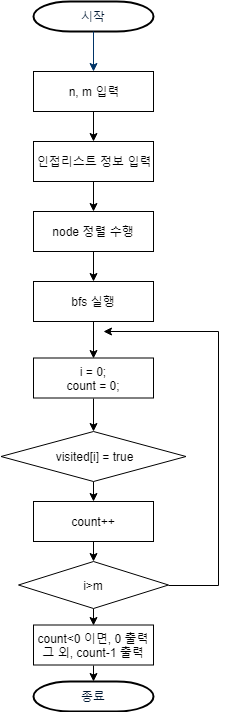 시작
n, m 입력
인접리스트 정보 입력
node 정렬 수행
bfs 실행
i = 0;
count = 0;
visited[i] = true
count++
i>m
count<0 이면, 0 출력
그 외, count-1 출력
종료